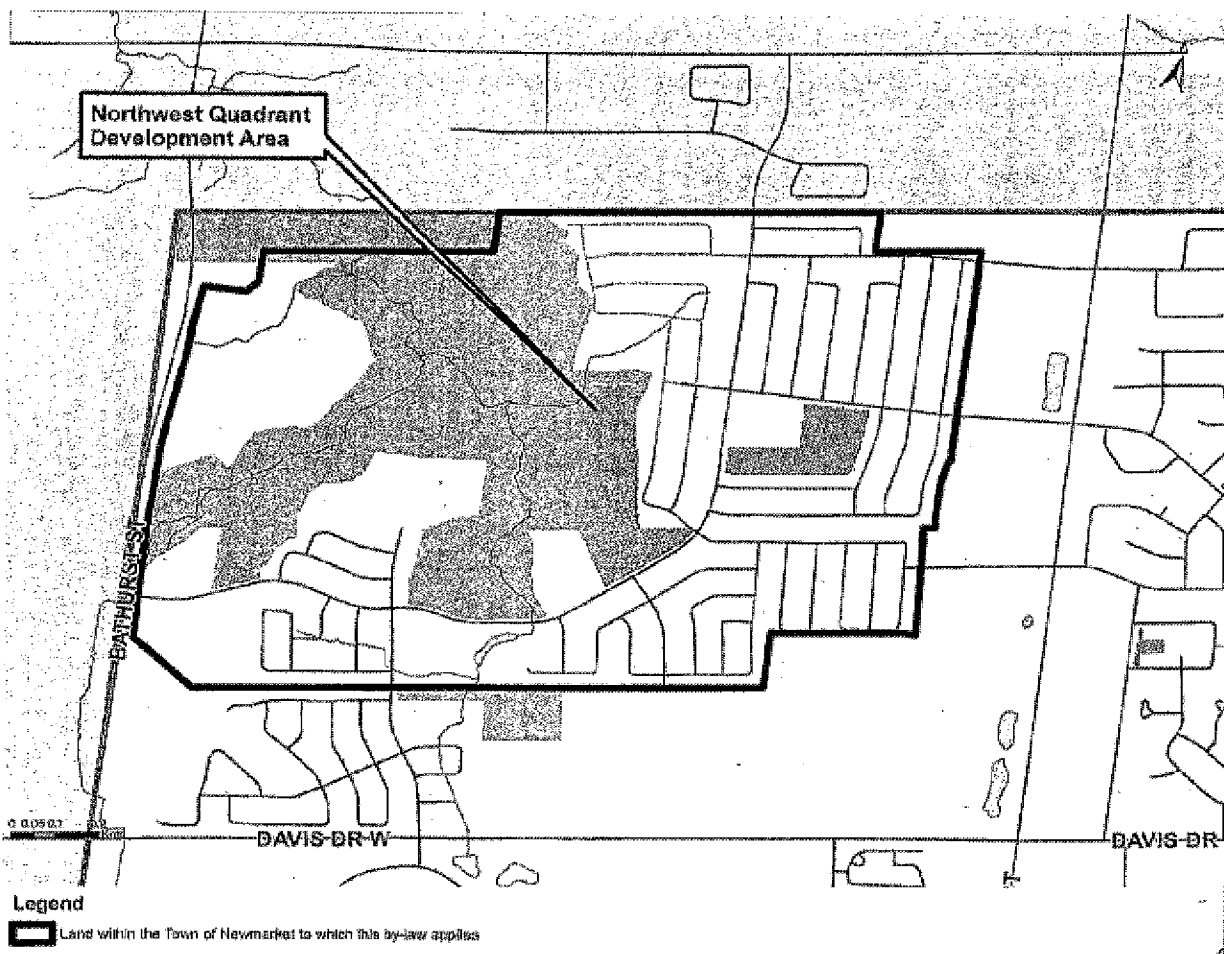 Northwest Quadrant
Development Area
BATHURST ST
DAVIS DR W
DAVIS DR
Legend
Land within the Town of Newmarket to which this by-law applies